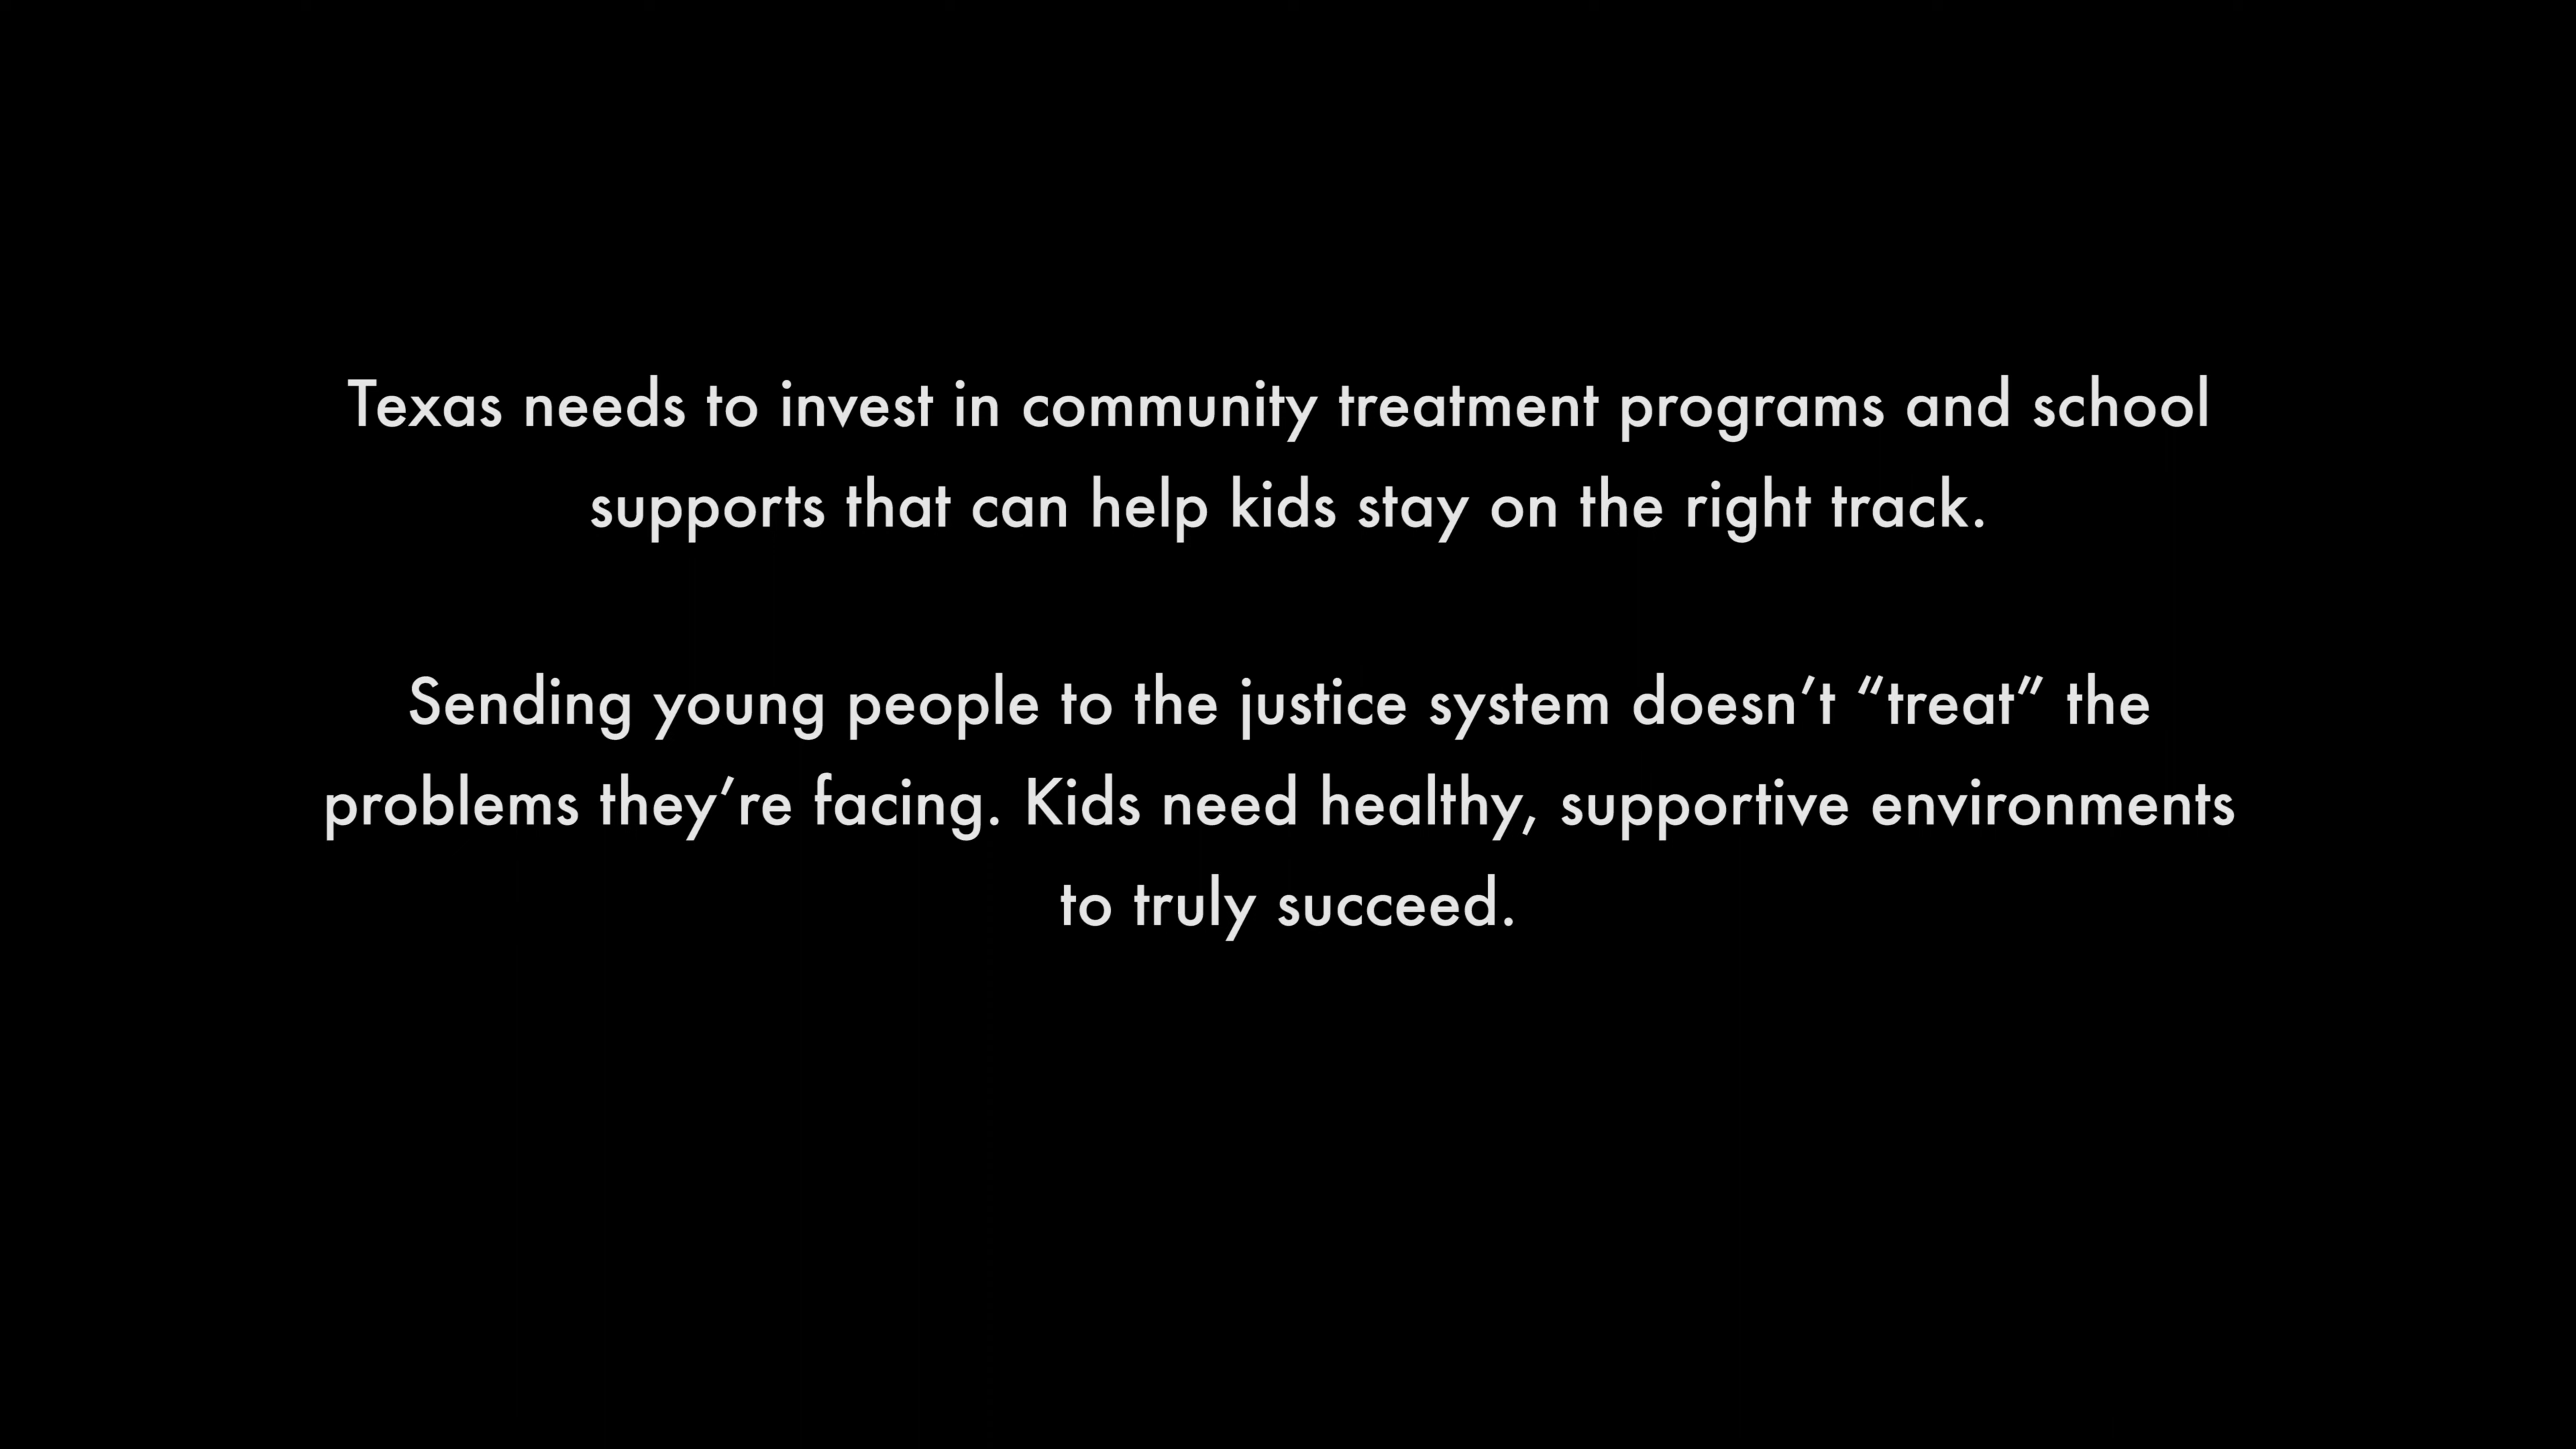 Texas needs to invest in community treatment programs and school
supports that can help kids stay on the right track.
Sending young people to the justice system doesn’t “treat” the
problems they’re facing. Kids need healthy, supportive environments
to truly succeed.